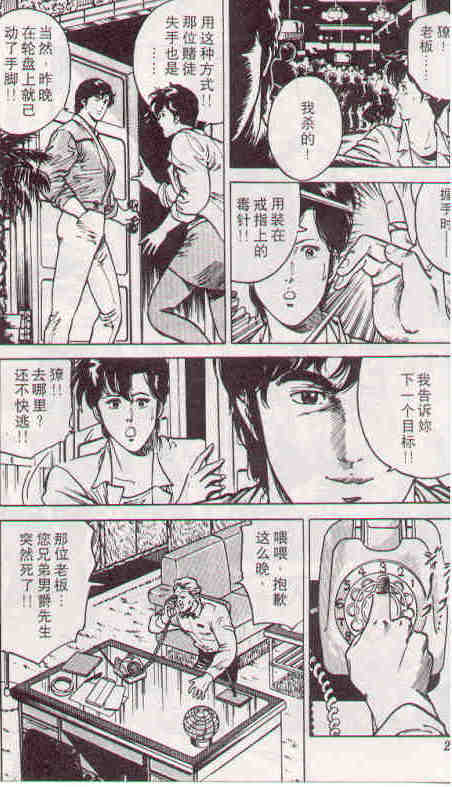 獠!
老板……
我杀的!
握手时——
用装在
戒指上的
毒针!!
用这种方式!!
那位赌徒
失手也是
……
当然,昨晚
在轮盘上就己
动了手脚!!
我告诉妳
下一个目标!!
獠!!
去哪里?
还不快逃!!
喂喂,抱歉
这么晚,
那位老板…
您兄弟男爵先生
突然死了!!
2